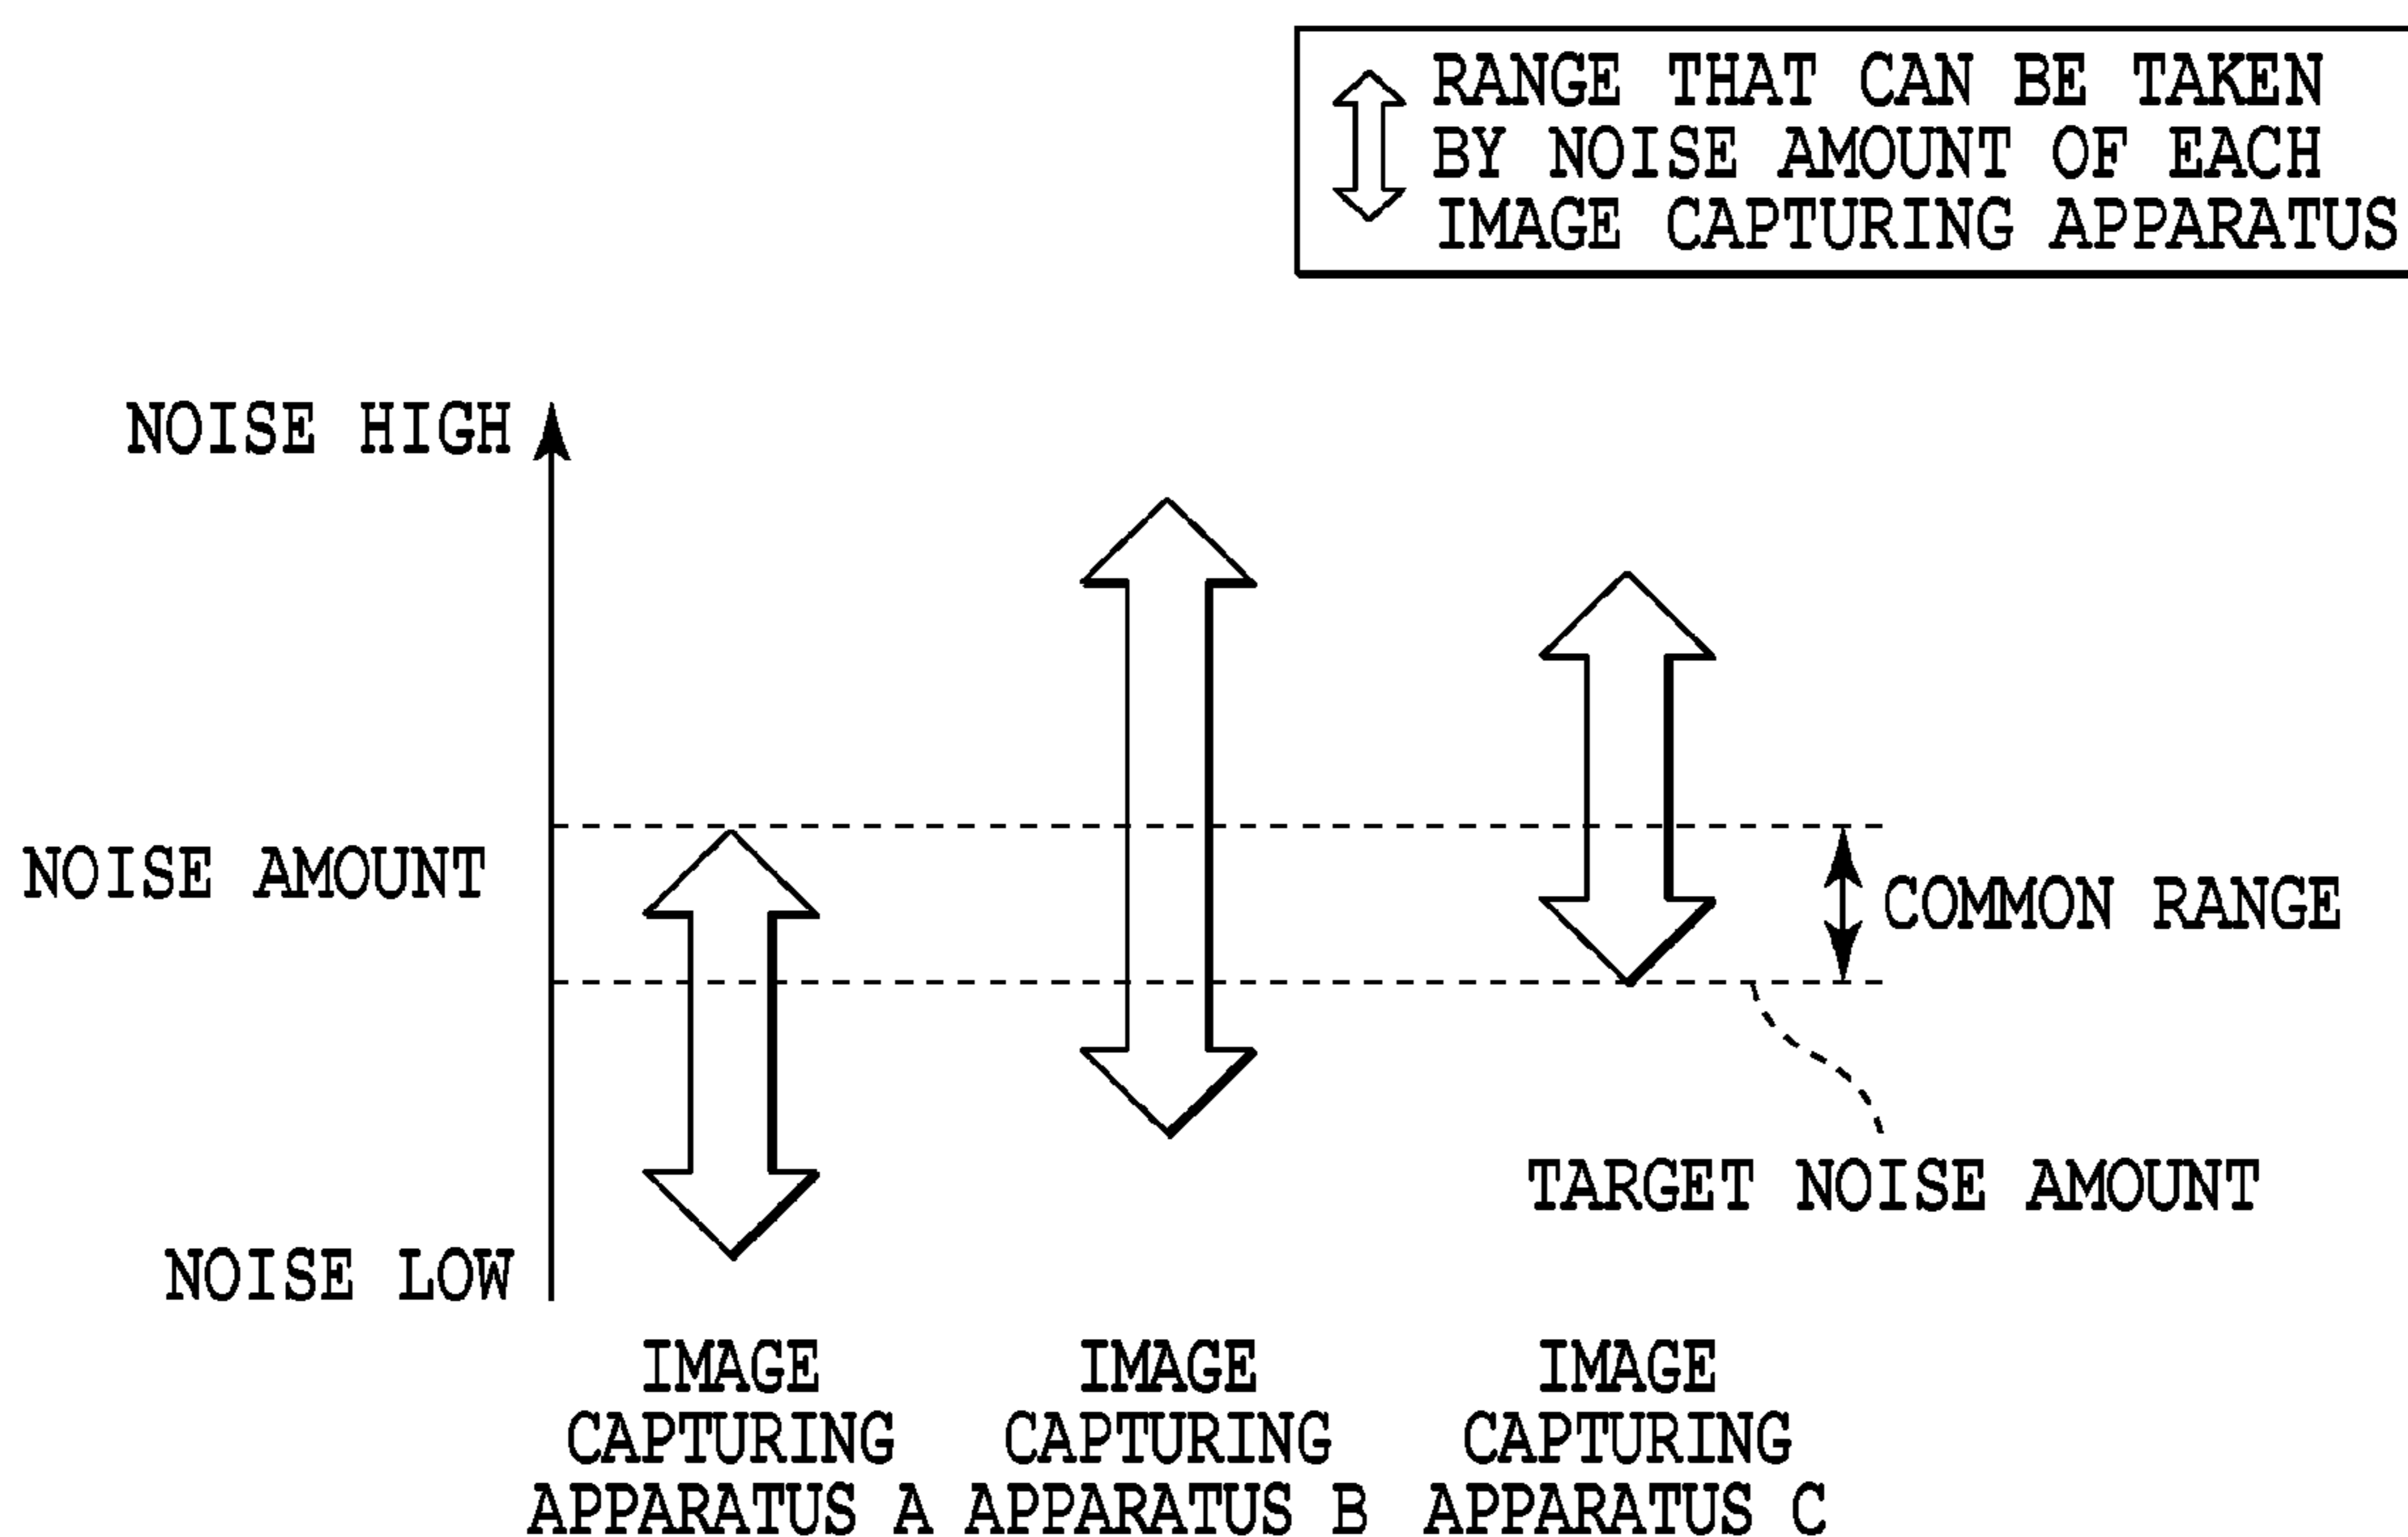 RANGE THAT CAN BE TAKEN
BY NOISE AMOUNT OF EACH
IMAGE CAPTURING APPARATUS
NOISE HIGH
NOISE AMOUNT
COMMON RANGE
TARGET NOISE AMOUNT
NOISE LOW
IMAGE
CAPTURING
APPARATUS A
IMAGE
CAPTURING
APPARATUS B
IMAGE
CAPTURING
APPARATUS C